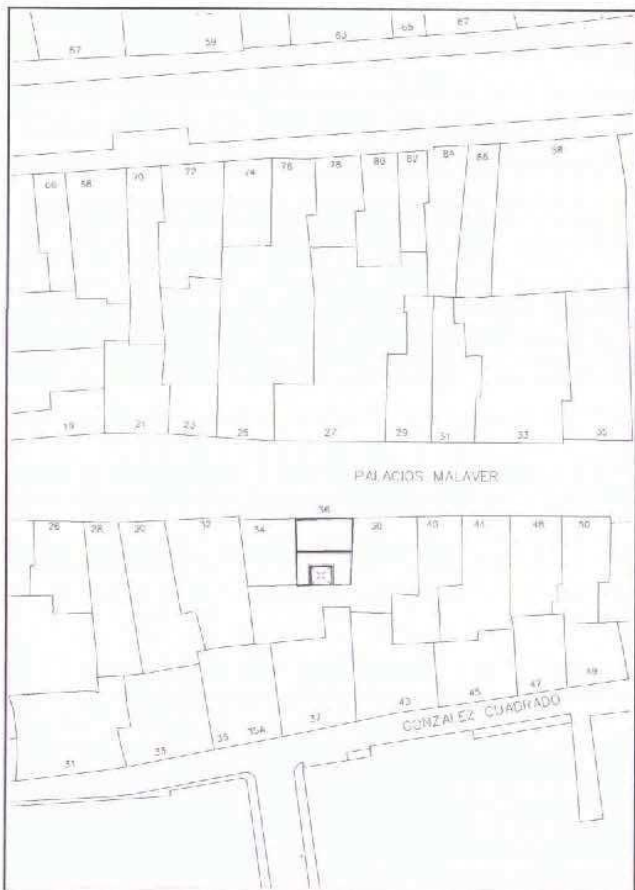 57 59 63 65 67
66 68 70 72 74 76 78 80 82 84 86 88
19 21 23 25 27 29 31 33 35
PALACIOS MALAVER
36
26 28 30 32 34 38 40 44 48 50
31 33 35 35A 37 43 45 47 49
GONZALEZ CUADRADO